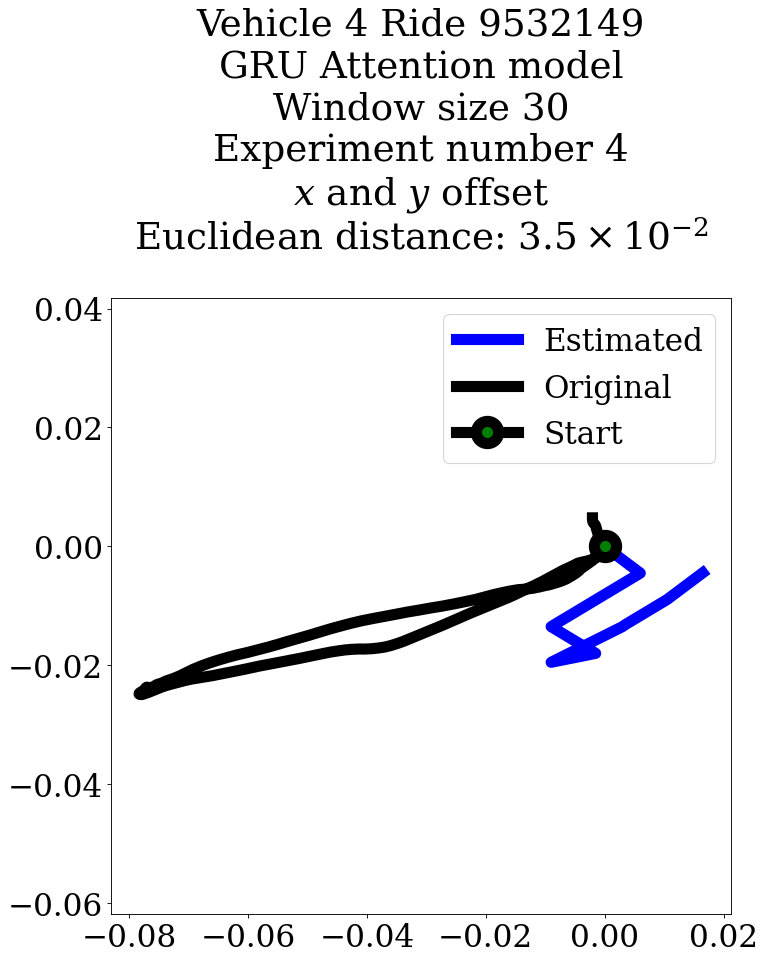 Vehicle 4 Ride 9532149
GRU Attention model
Window size 30
Experiment number 4
x and y offset
Euclidean distance: 3.5 × 10⁻²
Estimated
Original
Start
0.04
0.02
0.00
−0.02
−0.04
−0.06
−0.08 −0.06 −0.04 −0.02 0.00 0.02